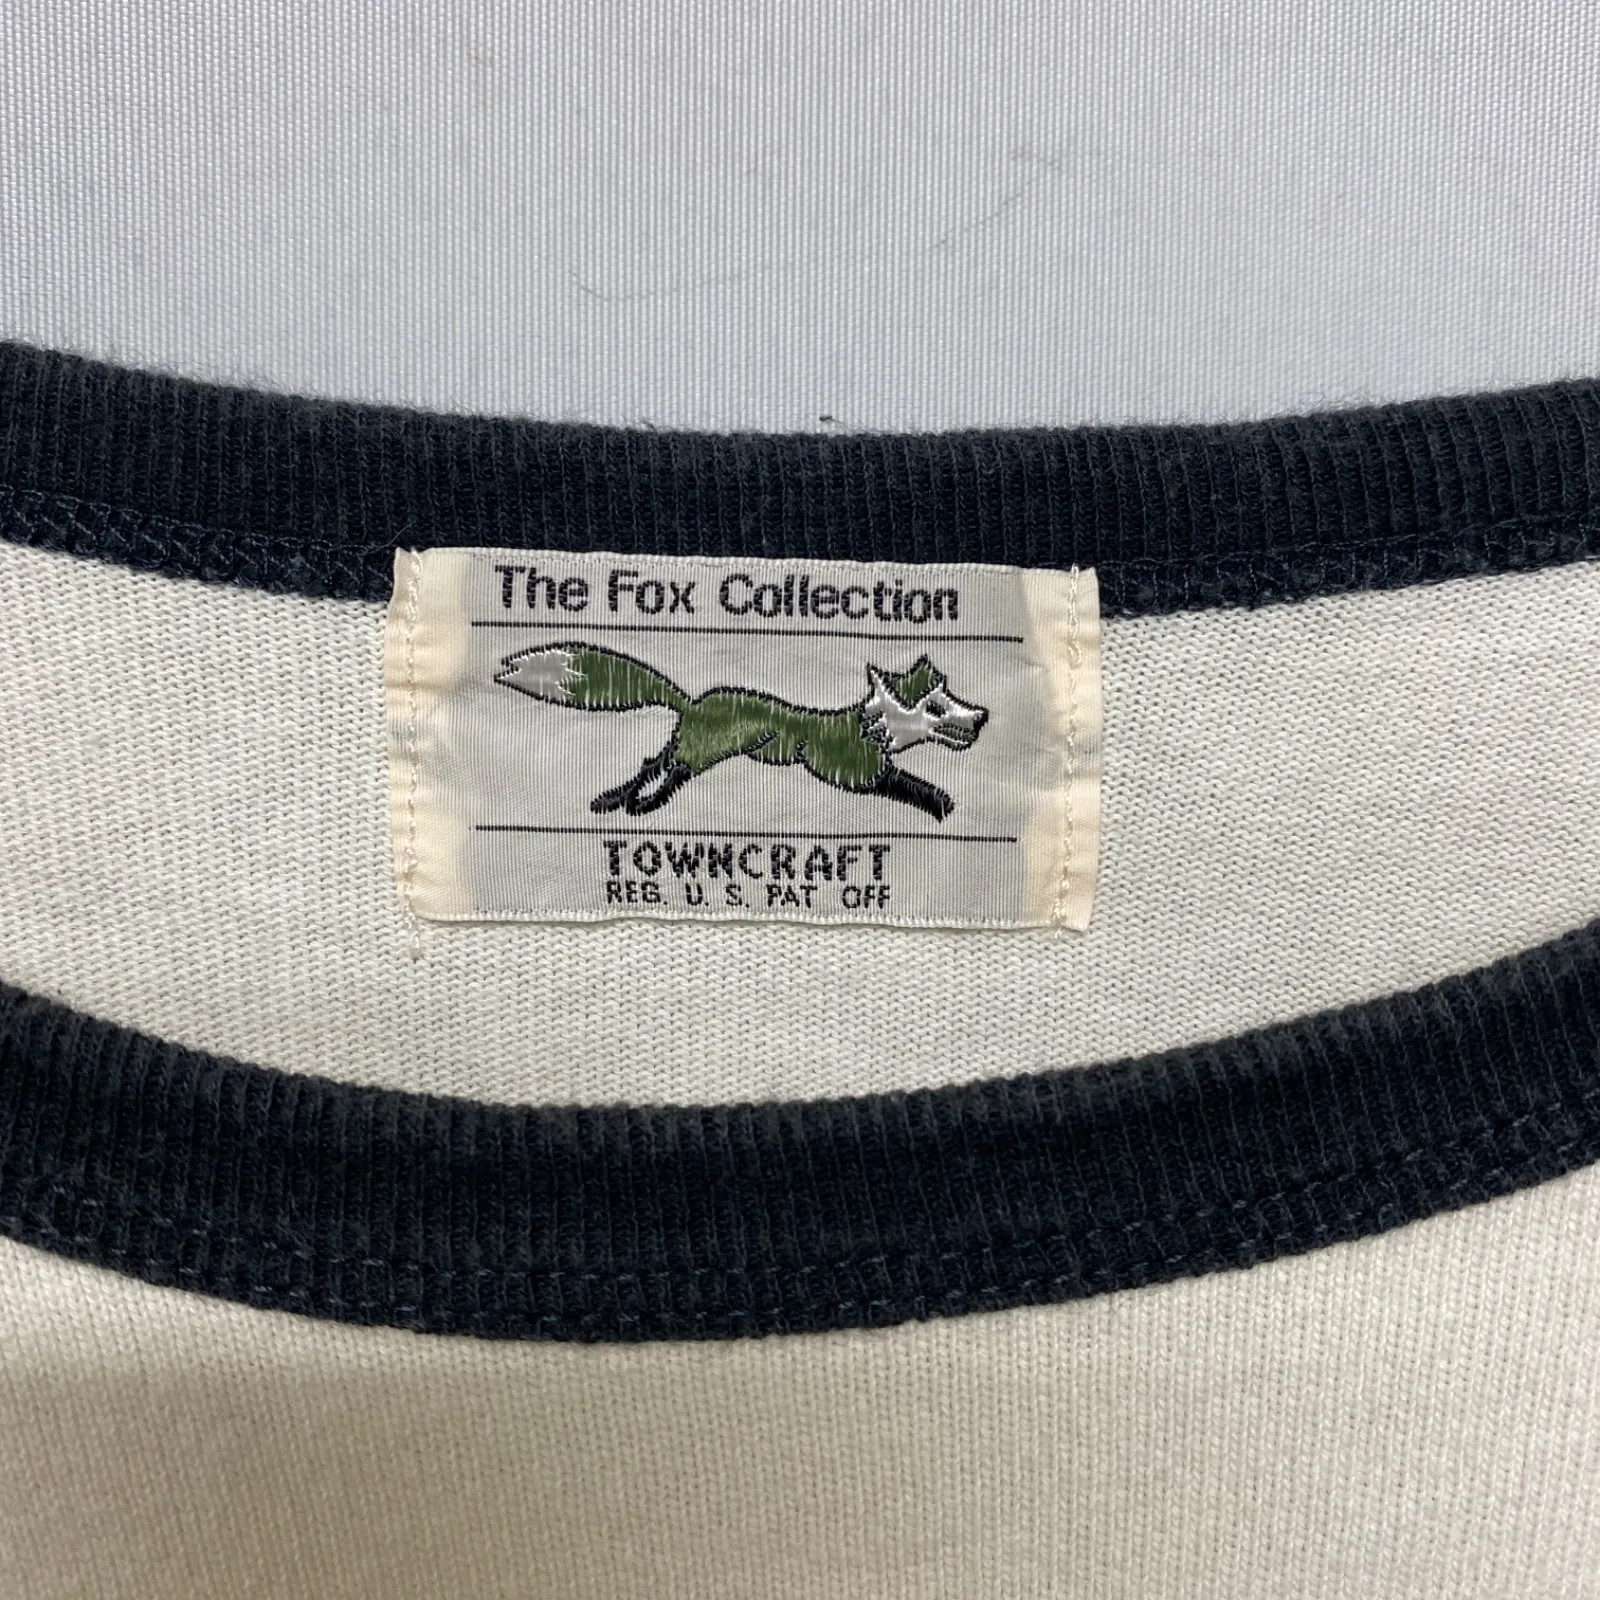 The Fox Collection
TOWNCRAFT
REG. U. S. PAT OFF